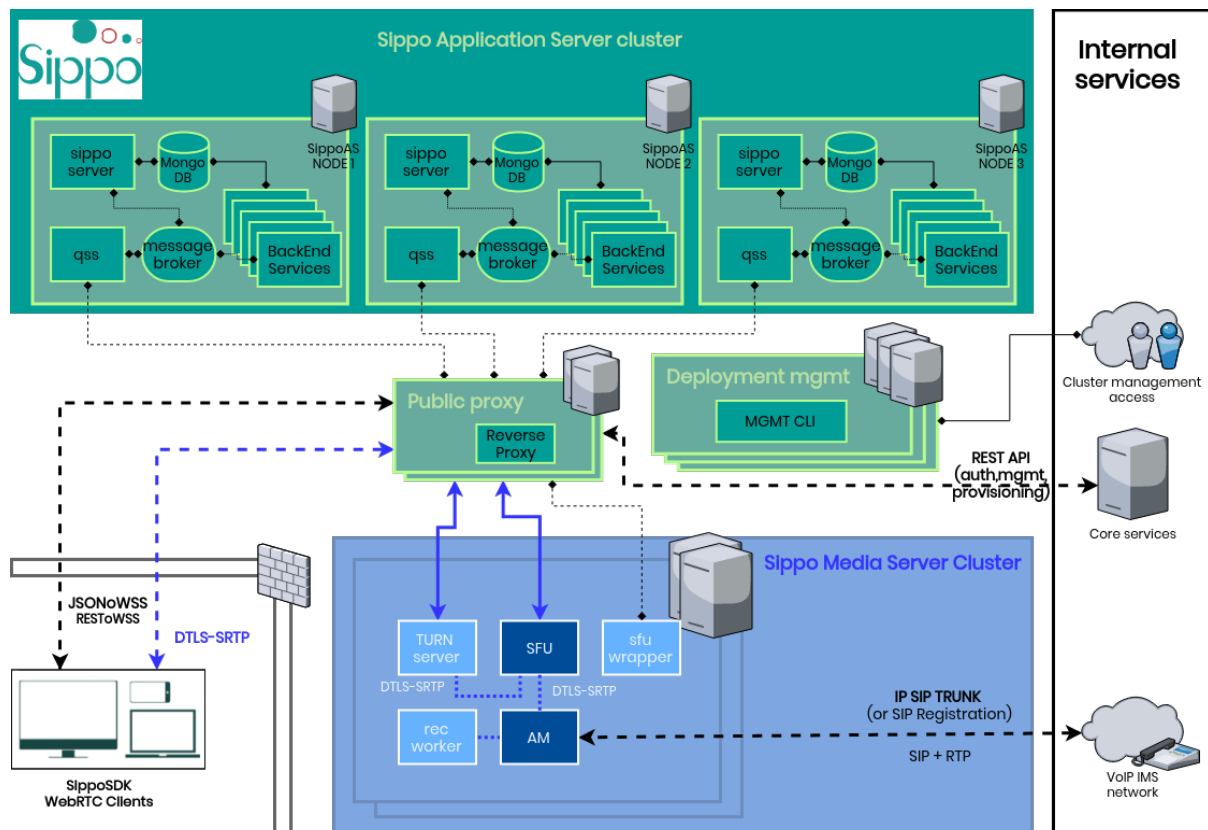 Sippo
Sippo Application Server cluster
Internal
services
SippoAS
NODE 1
sippo
server
Mongo
DB
qss
message
broker
BackEnd
Services
SippoAS
NODE 2
sippo
server
Mongo
DB
qss
message
broker
BackEnd
Services
SippoAS
NODE 3
sippo
server
Mongo
DB
qss
message
broker
BackEnd
Services
Cluster management
access
Public proxy
Reverse
Proxy
Deployment mgmt
MGMT CLI
REST API
(auth,mgmt,
provisioning)
Core services
JSONoWSS
RESToWSS
DTLS-SRTP
SippoSDK
WebRTC Clients
Sippo Media Server Cluster
TURN
server
SFU
sfu
wrapper
DTLS-SRTP
DTLS-SRTP
rec
worker
AM
IP SIP TRUNK
(or SIP Registration)
SIP + RTP
VoIP IMS
network